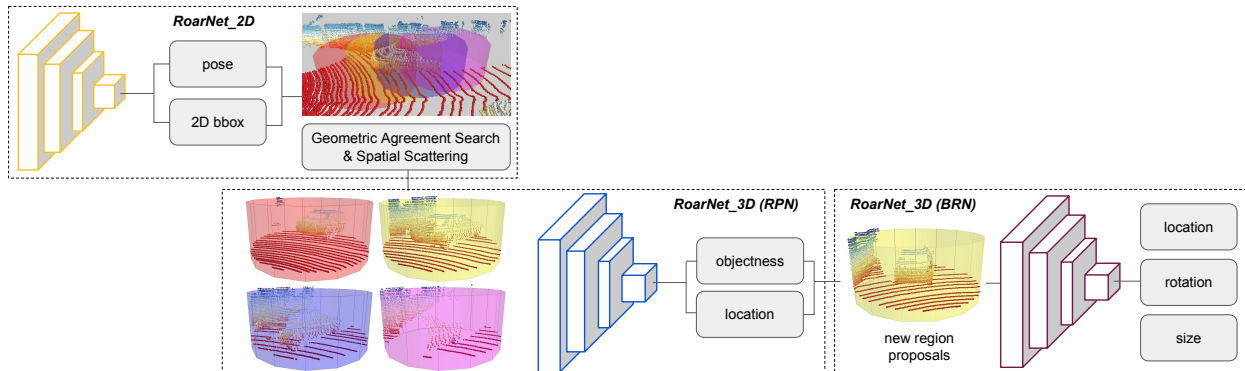 RoarNet_2D
pose
2D bbox
Geometric Agreement Search
& Spatial Scattering
RoarNet_3D (RPN)
objectness
location
RoarNet_3D (BRN)
new region
proposals
location
rotation
size